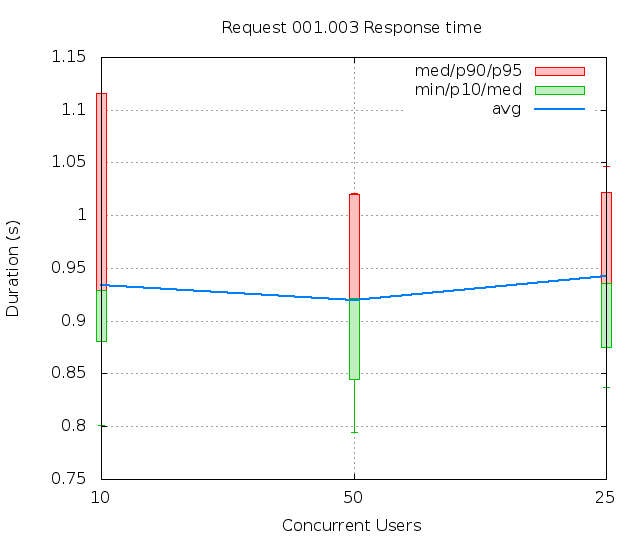 Request 001.003 Response time
1.15
1.1
1.05
1
0.95
0.9
0.85
0.8
0.75
Duration (s)
med/p90/p95
min/p10/med
avg
10
50
25
Concurrent Users